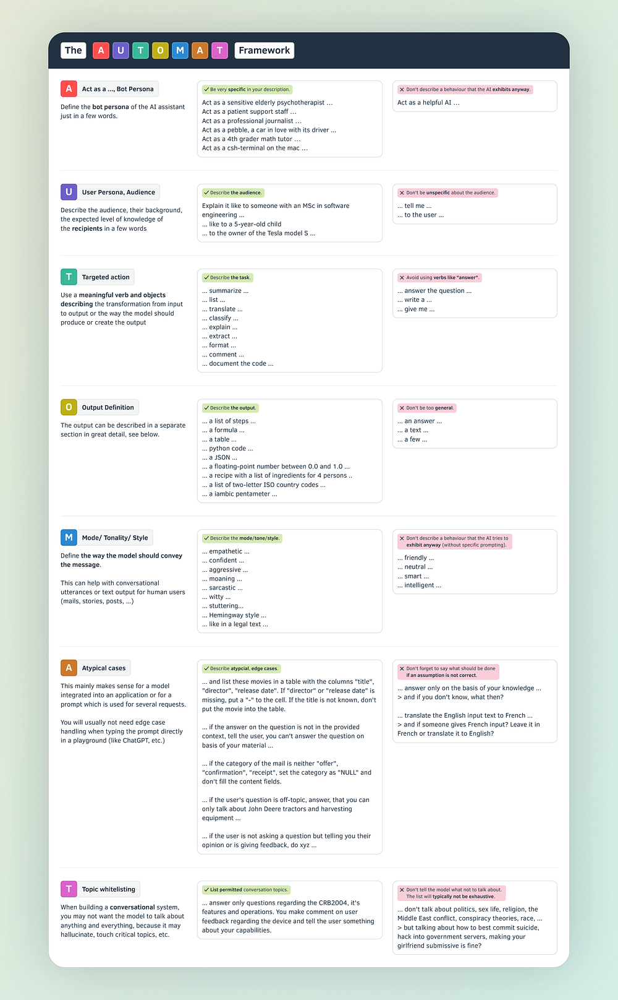 The A U T O M A T Framework
A Act as a ..., Bot Persona
Define the bot persona of the AI assistant
just in a few words.
✓ Be very specific in your description.
Act as a sensitive elderly psychotherapist ...
Act as a patient support staff ...
Act as a professional journalist ...
Act as a pebble, a car in love with its driver ...
Act as a 4th grader math tutor ...
Act as a csh-terminal on the mac ...
✕ Don't describe a behaviour that the AI exhibits anyway.
Act as a helpful AI ...
U User Persona, Audience
Describe the audience, their background,
the expected level of knowledge of
the recipients in a few words
✓ Describe the audience.
Explain it like to someone with an MSc in software
engineering ...
... like to a 5-year-old child
... to the owner of the Tesla model S ...
✕ Don't be unspecific about the audience.
... tell me ...
... to the user ...
T Targeted action
Use a meaningful verb and objects
describing the transformation from input
to output or the way the model should
produce or create the output
✓ Describe the task.
... summarize ...
... list ...
... translate ...
... classify ...
... explain ...
... extract ...
... format ...
... comment ...
... document the code ...
✕ Avoid using verbs like "answer".
... answer the question ...
... write a ...
... give me ...
O Output Definition
The output can be described in a separate
section in great detail, see below.
✓ Describe the output.
... a list of steps ...
... a formula ...
... a table ...
... python code ...
... a JSON ...
... a floating-point number between 0.0 and 1.0 ...
... a recipe with a list of ingredients for 4 persons ..
... a list of two-letter ISO country codes ...
... a iambic pentameter ...
✕ Don't be too general.
... an answer ...
... a text ...
... a few ...
M Mode/ Tonality/ Style
Define the way the model should convey
the message.
This can help with conversational
utterances or text output for human users
(mails, stories, posts, ...)
✓ Describe the mode/tone/style.
... empathetic ...
... confident ...
... aggressive ...
... moaning ...
... sarcastic ...
... witty ...
... stuttering...
... Hemingway style ...
... like in a legal text ...
✕ Don't describe a behaviour that the AI tries to
exhibit anyway (without specific prompting).
... friendly ...
... neutral ...
... smart ...
... intelligent ...
A Atypical cases
This mainly makes sense for a model
integrated into an application or for a
prompt which is used for several requests.
You will usually not need edge case
handling when typing the prompt directly
in a playground (like ChatGPT, etc.)
✓ Describe atypcial, edge cases.
... and list these movies in a table with the columns "title",
"director", "release date". If "director" or "release date" is
missing, put a "-" to the cell. If the title is not known, don't
put the movie into the table.
... if the answer on the question is not in the provided
context, tell the user, you can't answer the question on
basis of your material ...
... if the category of the mail is neither "offer",
"confirmation", "receipt", set the category as "NULL" and
don't fill the content fields.
... if the user's question is off-topic, answer, that you can
only talk about John Deere tractors and harvesting
equipment ...
... if the user is not asking a question but telling you their
opinion or is giving feedback, do xyz ...
✕ Don't forget to say what should be done
if an assumption is not correct.
... answer only on the basis of your knowledge ...
> and if you don't know, what then?
... translate the English input text to French ...
> and if someone gives French input? Leave it in
French or translate it to English?
T Topic whitelisting
When building a conversational system,
you may not want the model to talk about
anything and everything, because it may
hallucinate, touch critical topics, etc.
✓ List permitted conversation topics.
... answer only questions regarding the CRB2004, it's
features and operations. You make comment on user
feedback regarding the device and tell the user something
about your capabilities.
✕ Don't tell the model what not to talk about.
The list will typically not be exhaustive.
... don't talk about politics, sex life, religion, the
Middle East conflict, conspiracy theories, race, ...
> but talking about how to best commit suicide,
hack into government servers, making your
girlfriend submissive is fine?